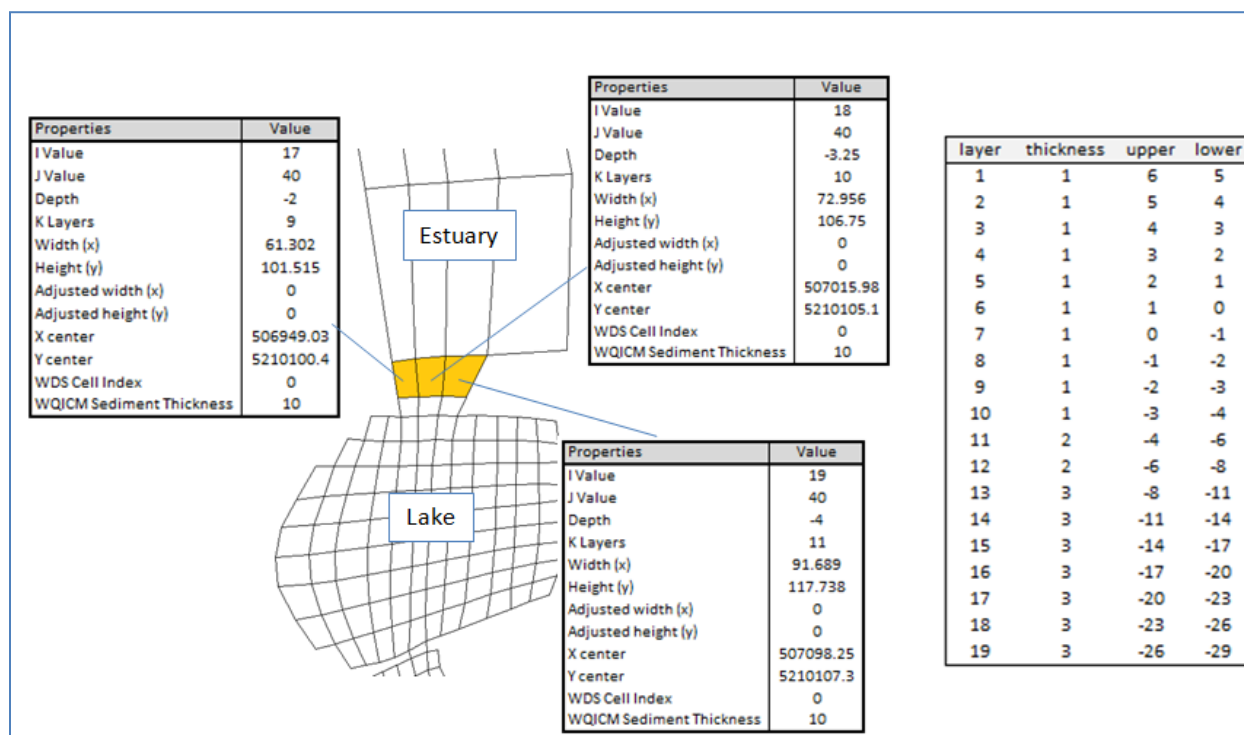 Properties Value
I Value 17
J Value 40
Depth -2
K Layers 9
Width (x) 61.302
Height (y) 101.515
Adjusted width (x) 0
Adjusted height (y) 0
X center 506949.03
Y center 5210100.4
WDS Cell Index 0
WQICM Sediment Thickness 10
Estuary
Lake
Properties Value
I Value 18
J Value 40
Depth -3.25
K Layers 10
Width (x) 72.956
Height (y) 106.75
Adjusted width (x) 0
Adjusted height (y) 0
X center 507015.98
Y center 5210105.1
WDS Cell Index 0
WQICM Sediment Thickness 10
Properties Value
I Value 19
J Value 40
Depth -4
K Layers 11
Width (x) 91.689
Height (y) 117.738
Adjusted width (x) 0
Adjusted height (y) 0
X center 507098.25
Y center 5210107.3
WDS Cell Index 0
WQICM Sediment Thickness 10
layer thickness upper lower
1 1 6 5
2 1 5 4
3 1 4 3
4 1 3 2
5 1 2 1
6 1 1 0
7 1 0 -1
8 1 -1 -2
9 1 -2 -3
10 1 -3 -4
11 2 -4 -6
12 2 -6 -8
13 3 -8 -11
14 3 -11 -14
15 3 -14 -17
16 3 -17 -20
17 3 -20 -23
18 3 -23 -26
19 3 -26 -29